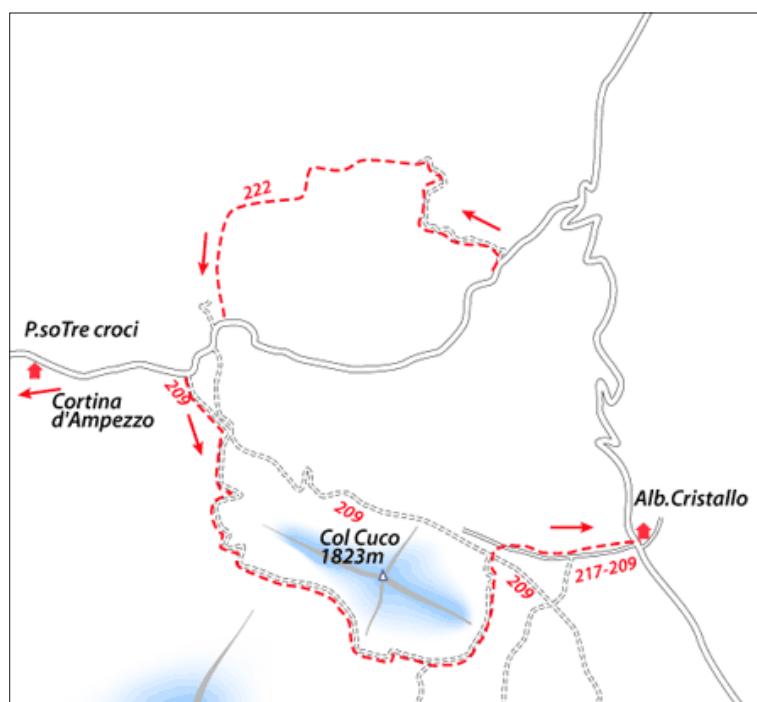 222
P.soTre croci
209
Cortina
d'Ampezzo
209
Col Cuco
1823m
Alb.Cristallo
209
217-209